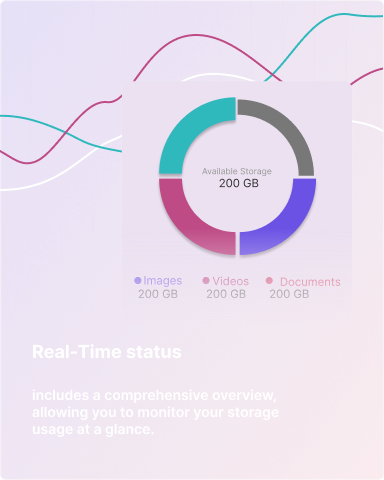 Available Storage
200 GB
Images Videos Documents
200 GB 200 GB 200 GB
Real-Time status
includes a comprehensive overview,
allowing you to monitor your storage
usage at a glance.